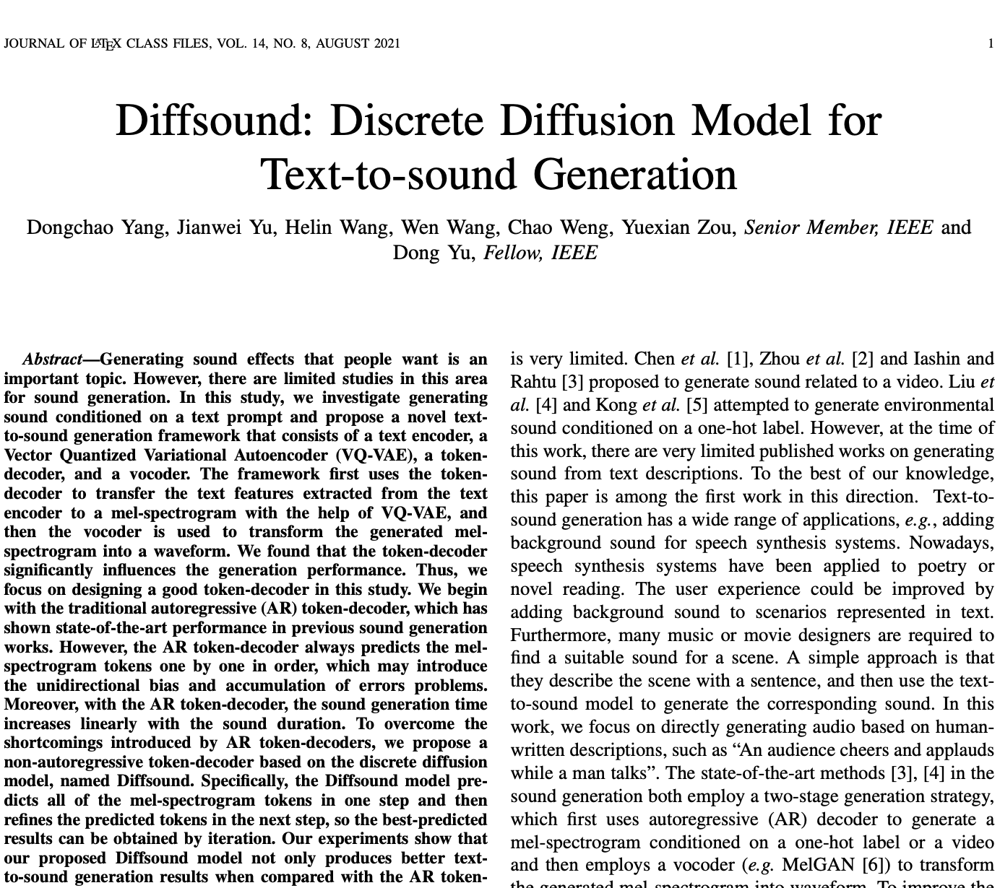 JOURNAL OF LATEX CLASS FILES, VOL. 14, NO. 8, AUGUST 2021 1
Diffsound: Discrete Diffusion Model for
Text-to-sound Generation
Dongchao Yang, Jianwei Yu, Helin Wang, Wen Wang, Chao Weng, Yuexian Zou, Senior Member, IEEE and
Dong Yu, Fellow, IEEE
Abstract—Generating sound effects that people want is an
important topic. However, there are limited studies in this area
for sound generation. In this study, we investigate generating
sound conditioned on a text prompt and propose a novel text-
to-sound generation framework that consists of a text encoder, a
Vector Quantized Variational Autoencoder (VQ-VAE), a token-
decoder, and a vocoder. The framework first uses the token-
decoder to transfer the text features extracted from the text
encoder to a mel-spectrogram with the help of VQ-VAE, and
then the vocoder is used to transform the generated mel-
spectrogram into a waveform. We found that the token-decoder
significantly influences the generation performance. Thus, we
focus on designing a good token-decoder in this study. We begin
with the traditional autoregressive (AR) token-decoder, which has
shown state-of-the-art performance in previous sound generation
works. However, the AR token-decoder always predicts the mel-
spectrogram tokens one by one in order, which may introduce
the unidirectional bias and accumulation of errors problems.
Moreover, with the AR token-decoder, the sound generation time
increases linearly with the sound duration. To overcome the
shortcomings introduced by AR token-decoders, we propose a
non-autoregressive token-decoder based on the discrete diffusion
model, named Diffsound. Specifically, the Diffsound model pre-
dicts all of the mel-spectrogram tokens in one step and then
refines the predicted tokens in the next step, so the best-predicted
results can be obtained by iteration. Our experiments show that
our proposed Diffsound model not only produces better text-
to-sound generation results when compared with the AR token-
is very limited. Chen et al. [1], Zhou et al. [2] and Iashin and
Rahtu [3] proposed to generate sound related to a video. Liu et
al. [4] and Kong et al. [5] attempted to generate environmental
sound conditioned on a one-hot label. However, at the time of
this work, there are very limited published works on generating
sound from text descriptions. To the best of our knowledge,
this paper is among the first work in this direction. Text-to-
sound generation has a wide range of applications, e.g., adding
background sound for speech synthesis systems. Nowadays,
speech synthesis systems have been applied to poetry or
novel reading. The user experience could be improved by
adding background sound to scenarios represented in text.
Furthermore, many music or movie designers are required to
find a suitable sound for a scene. A simple approach is that
they describe the scene with a sentence, and then use the text-
to-sound model to generate the corresponding sound. In this
work, we focus on directly generating audio based on human-
written descriptions, such as “An audience cheers and applauds
while a man talks”. The state-of-the-art methods [3], [4] in the
sound generation both employ a two-stage generation strategy,
which first uses autoregressive (AR) decoder to generate a
mel-spectrogram conditioned on a one-hot label or a video
and then employs a vocoder (e.g. MelGAN [6]) to transform
the generated mel-spectrogram into waveform. To improve the